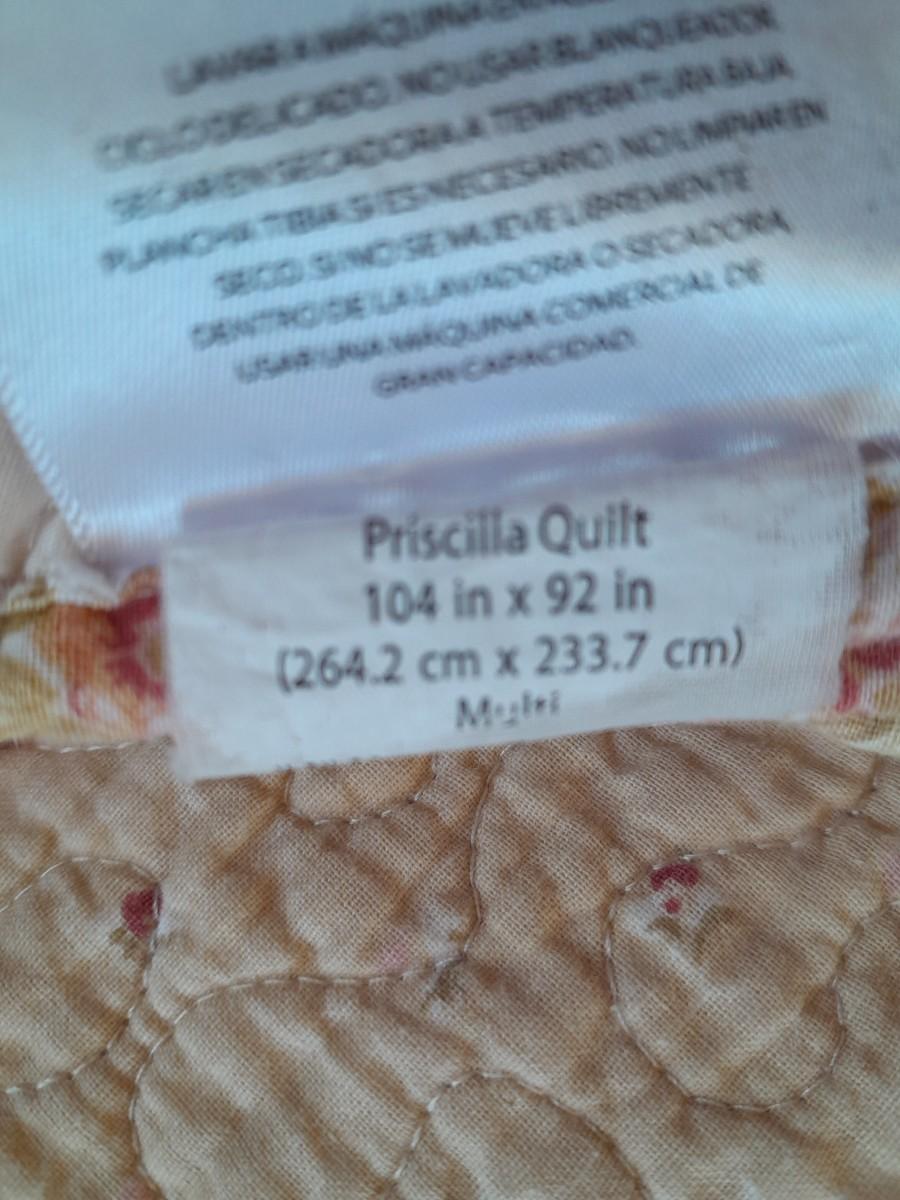 LAVAR A MÁQUINA EN
CICLO DELICADO. NO USAR BLANQUEADOR.
SECAR EN SECADORA A TEMPERATURA BAJA.
PLANCHA TIBIA SI ES NECESARIO. NO LIMPIAR EN
SECO. SI NO SE MUEVE LIBREMENTE
DENTRO DE LA LAVADORA O SECADORA,
USAR UNA MÁQUINA COMERCIAL DE
GRAN CAPACIDAD.
Priscilla Quilt
104 in x 92 in
(264.2 cm x 233.7 cm)
Multi